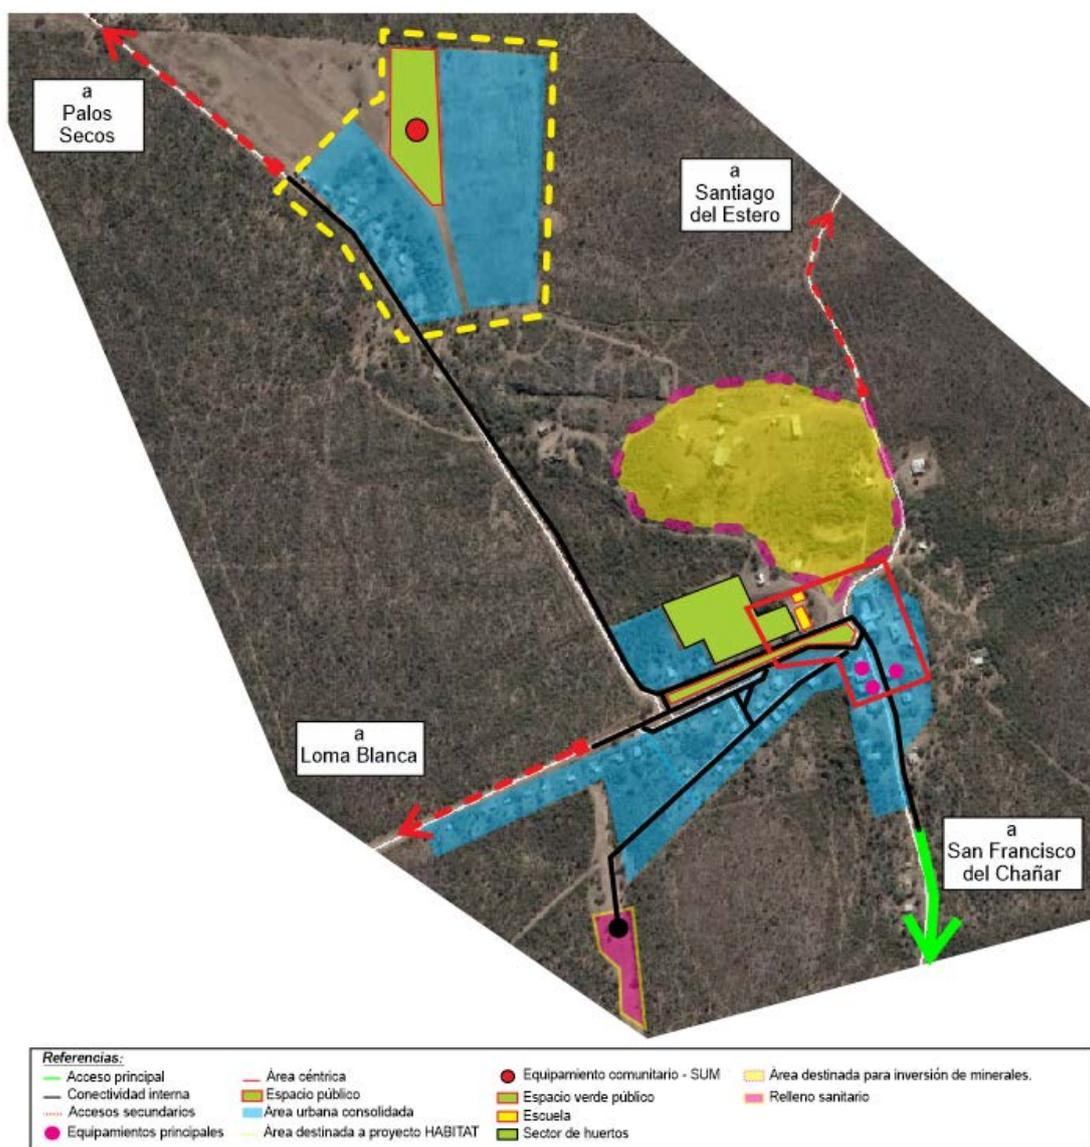 a
Palos
Secos
a
Santiago
del Estero
a
Loma Blanca
a
San Francisco
del Chañar
Referencias:
Acceso principal
Conectividad interna
Accesos secundarios
Equipamientos principales
Área céntrica
Espacio público
Área urbana consolidada
Área destinada a proyecto HABITAT
Equipamiento comunitario - SUM
Espacio verde público
Escuela
Sector de huertos
Área destinada para inversión de minerales.
Relleno sanitario